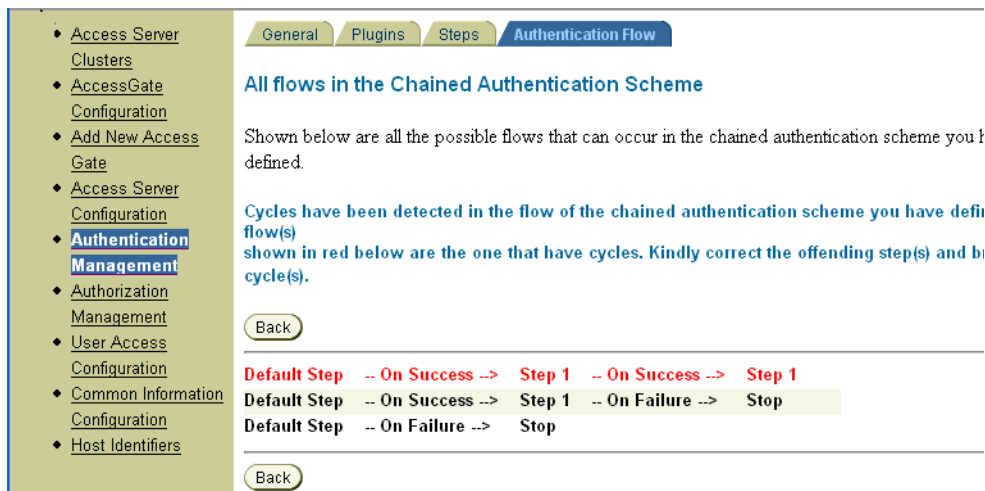 Access Server
Clusters
AccessGate
Configuration
Add New Access
Gate
Access Server
Configuration
Authentication
Management
Authorization
Management
User Access
Configuration
Common Information
Configuration
Host Identifiers
General Plugins Steps Authentication Flow
All flows in the Chained Authentication Scheme
Shown below are all the possible flows that can occur in the chained authentication scheme you
defined.
Cycles have been detected in the flow of the chained authentication scheme you have
flow(s)
shown in red below are the one that have cycles. Kindly correct the offending step(s) and
cycle(s).
Back
Default Step -- On Success --> Step 1 -- On Success --> Step 1
Default Step -- On Success --> Step 1 -- On Failure --> Stop
Default Step -- On Failure --> Stop
Back